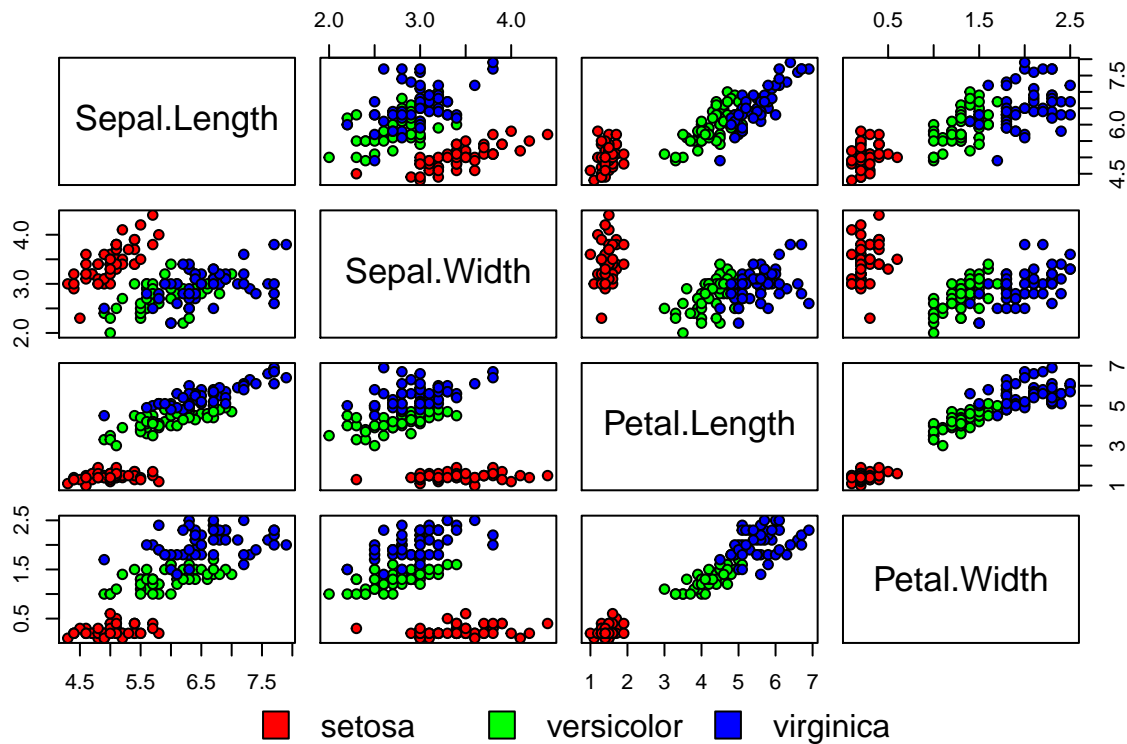 2.0 3.0 4.0 0.5 1.5 2.5
Sepal.Length
4.5 6.0 7.5
2.0 3.0 4.0
Sepal.Width
Petal.Length
1 3 5 7
0.5 1.5 2.5
Petal.Width
4.5 5.5 6.5 7.5 1 2 3 4 5 6 7
setosa versicolor virginica